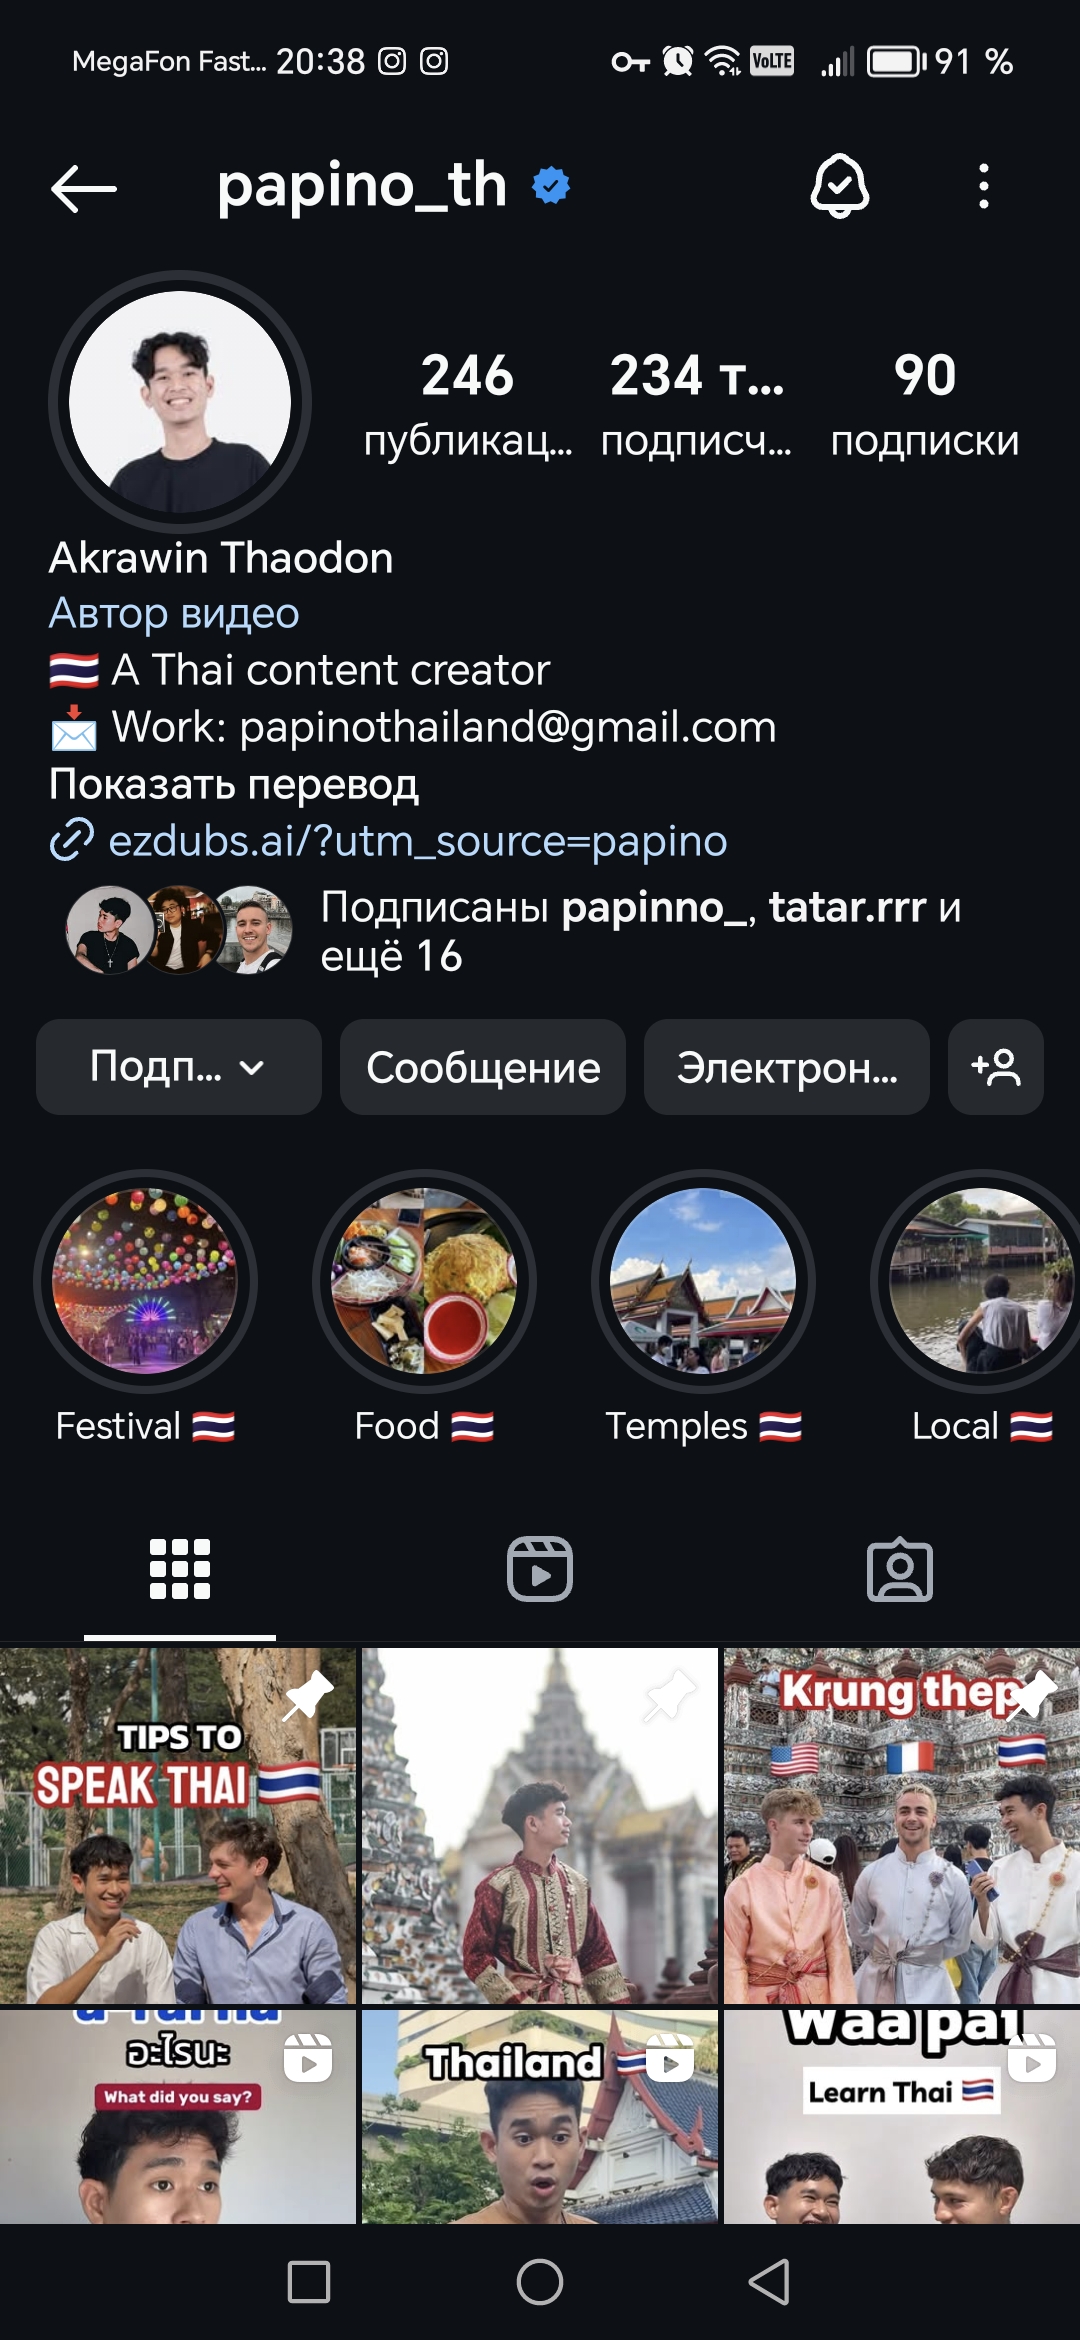 MegaFon Fast... 20:38 VoLTE 91 %
papino_th
246 234 т... 90
публикац... подписч... подписки
Akrawin Thaodon
Автор видео
🇹🇭 A Thai content creator
📩 Work: papinothailand@gmail.com
Показать перевод
ezdubs.ai/?utm_source=papino
Подписаны papinno_, tatar.rrr и
ещё 16
Подп... Сообщение Электрон...
Festival 🇹🇭 Food 🇹🇭 Temples 🇹🇭 Local 🇹🇭
TIPS TO
SPEAK THAI 🇹🇭
Krung thep
อะไรนะ
What did you say?
Thailand 🇹🇭
Waa pai
Learn Thai 🇹🇭